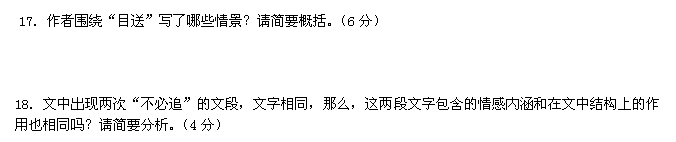 17. 作者围绕“目送”写了哪些情景？请简要概括。（6 分）
18. 文中出现两次“不必追”的文段，文字相同，那么，这两段文字包含的情感内涵和在文中结构上的作
用也相同吗？请简要分析。（4 分）